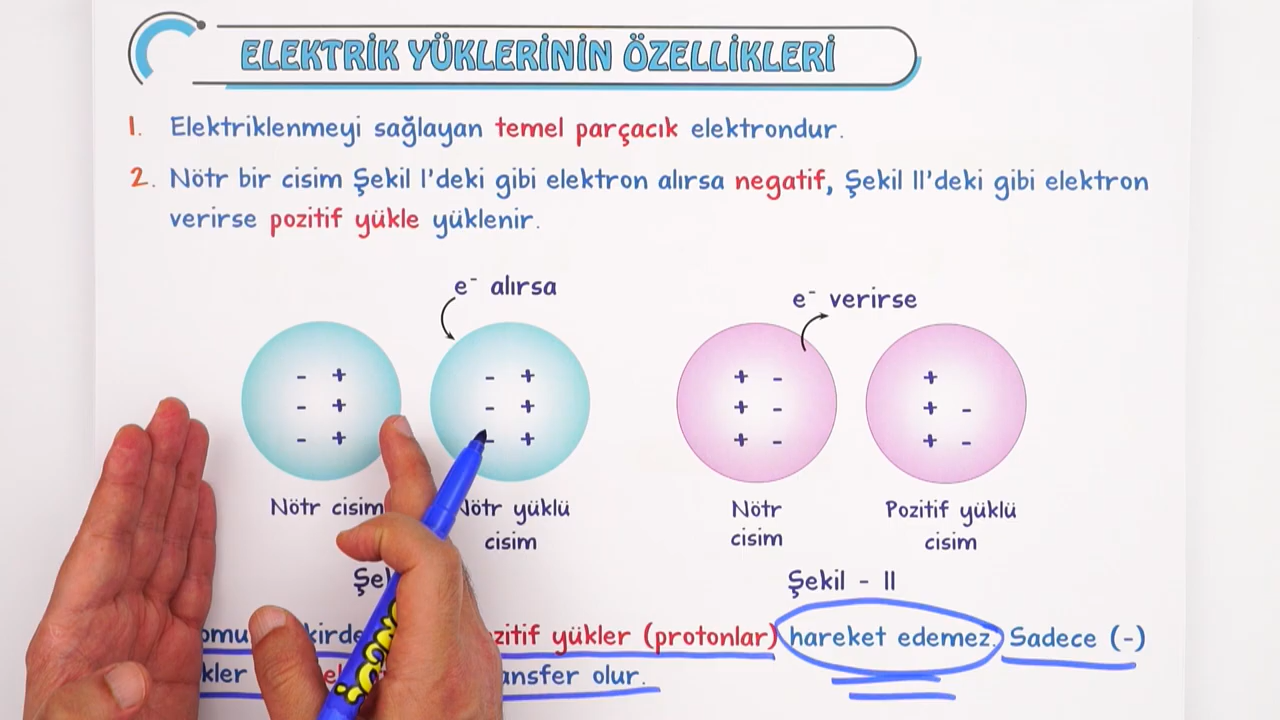 ELEKTRİK YÜKLERİNİN ÖZELLİKLERİ
1. Elektriklenmeyi sağlayan temel parçacık elektrondur.
2. Nötr bir cisim Şekil I'deki gibi elektron alırsa negatif, Şekil II'deki gibi elektron
verirse pozitif yükle yüklenir.
e⁻ alırsa
e⁻ verirse
- + - + + - +
- + - + + - + -
- + - + + - + -
Nötr cisim
Nötr yüklü
cisim
Nötr
cisim
Pozitif yüklü
cisim
Şekil - II
yükler (protonlar) hareket edemez. Sadece (-)
olur.